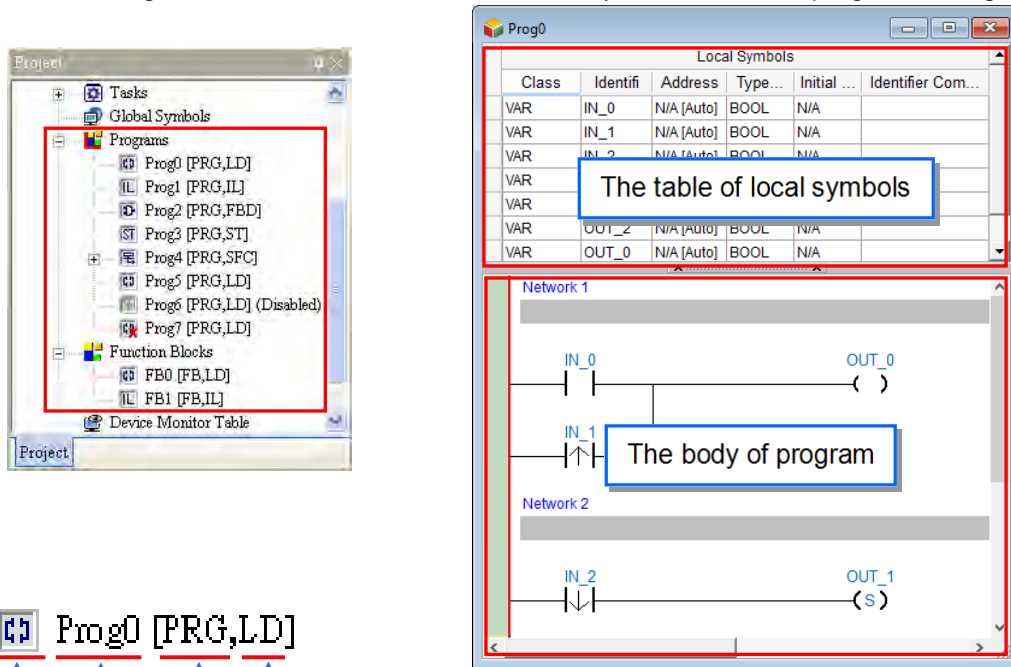 Project
Tasks
Global Symbols
Programs
Prog0 [PRG,LD]
Prog1 [PRG,IL]
Prog2 [PRG,FBD]
Prog3 [PRG,ST]
Prog4 [PRG,SFC]
Prog5 [PRG,LD]
Prog6 [PRG,LD] (Disabled)
Prog7 [PRG,LD]
Function Blocks
FB0 [FB,LD]
FB1 [FB,IL]
Device Monitor Table
Project
Prog0 [PRG,LD]
Prog0
Local Symbols
Class Identifi Address Type... Initial ... Identifier Com...
VAR IN_0 N/A [Auto] BOOL N/A
VAR IN_1 N/A [Auto] BOOL N/A
VAR IN_2 N/A [Auto] BOOL N/A
VAR
VAR
The table of local symbols
VAR OUT_2 N/A [Auto] BOOL N/A
VAR OUT_0 N/A [Auto] BOOL N/A
Network 1
IN_0 OUT_0
IN_1
The body of program
Network 2
IN_2 OUT_1
S